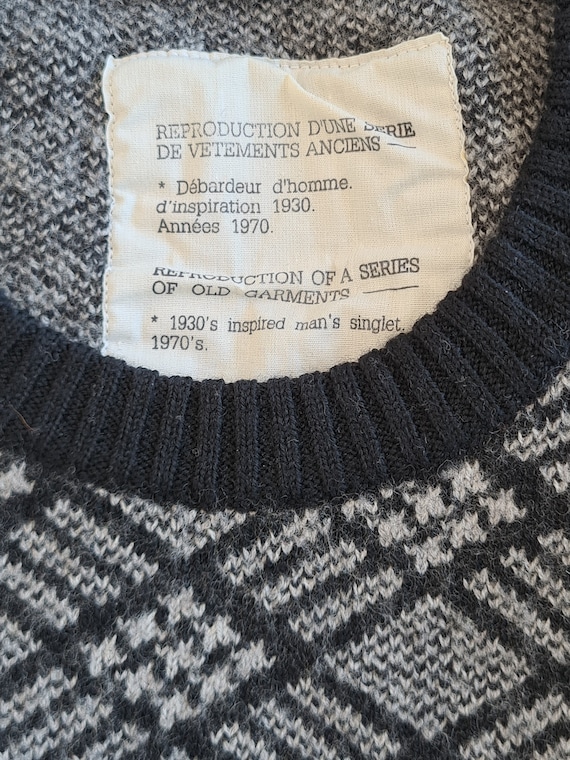 REPRODUCTION D'UNE SERIE
DE VETEMENTS ANCIENS —
* Débardeur d'homme.
d'inspiration 1930.
Années 1970.
REPRODUCTION OF A SERIES
OF OLD GARMENTS —
* 1930's inspired man's singlet.
1970's.